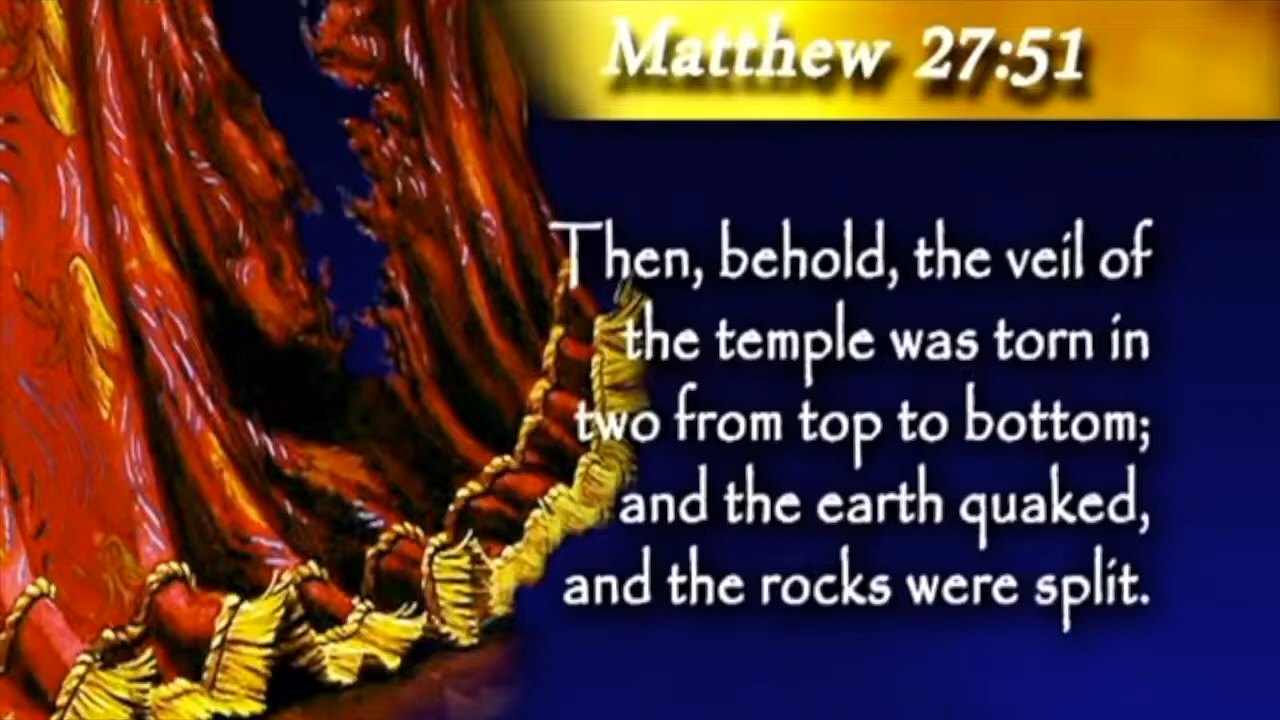 Matthew 27:51
Then, behold, the veil of
the temple was torn in
two from top to bottom;
and the earth quaked,
and the rocks were split.